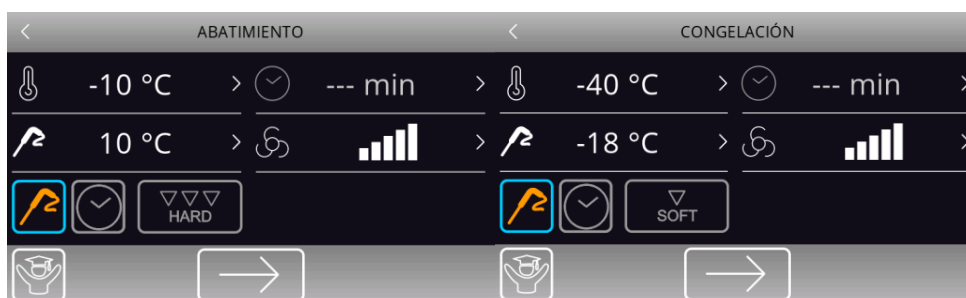 ABATIMIENTO
-10 °C
--- min
10 °C
HARD
CONGELACIÓN
-40 °C
--- min
-18 °C
SOFT